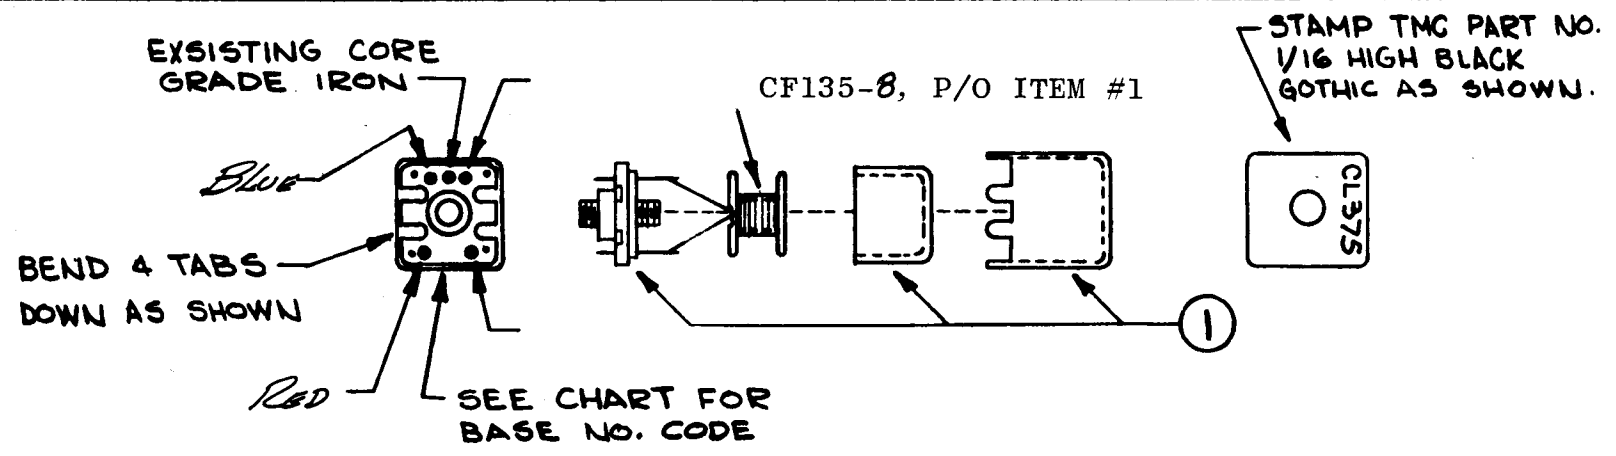 EXSISTING CORE
GRADE IRON
CF135-8, P/O ITEM #1
STAMP TMC PART NO.
1/16 HIGH BLACK
GOTHIC AS SHOWN.
BLUE
CL375
BEND 4 TABS
DOWN AS SHOWN
1
RED
SEE CHART FOR
BASE NO. CODE